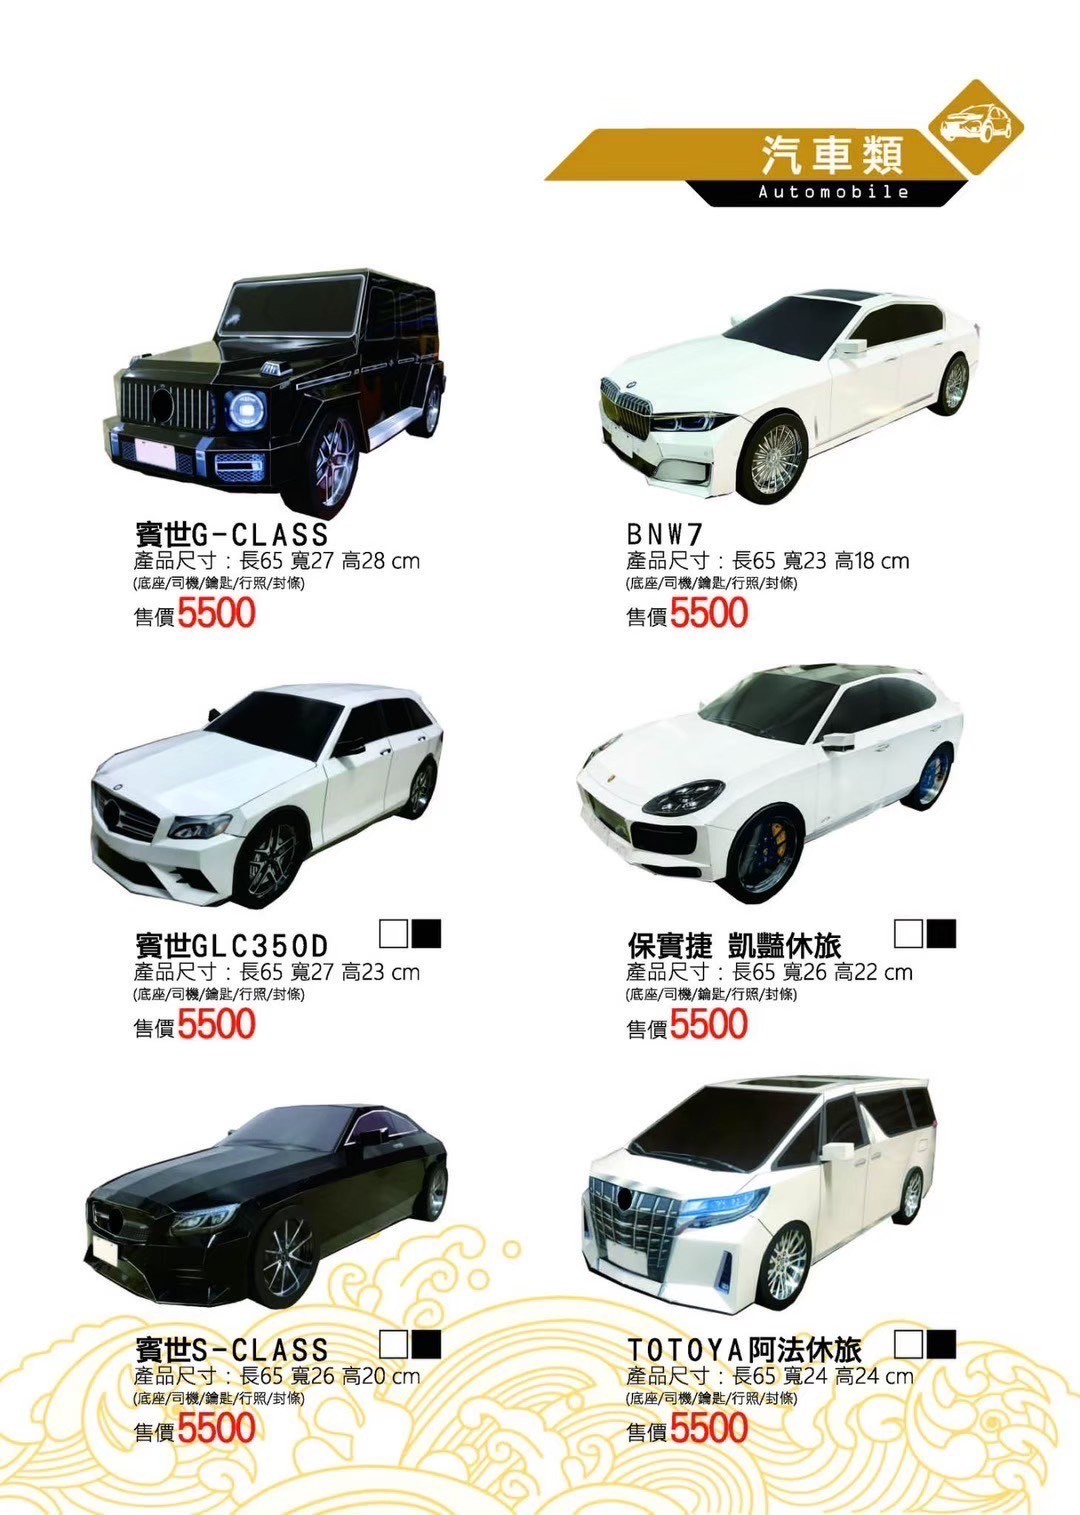 汽車類
Automobile
賓世G-CLASS
產品尺寸：長65 寬27 高28 cm
(底座/司機/鑰匙/行照/封條)
售價5500
BNW7
產品尺寸：長65 寬23 高18 cm
(底座/司機/鑰匙/行照/封條)
售價5500
賓世GLC350D
產品尺寸：長65 寬27 高23 cm
(底座/司機/鑰匙/行照/封條)
售價5500
保實捷 凱豔休旅
產品尺寸：長65 寬26 高22 cm
(底座/司機/鑰匙/行照/封條)
售價5500
賓世S-CLASS
產品尺寸：長65 寬26 高20 cm
(底座/司機/鑰匙/行照/封條)
售價5500
TOTOYA阿法休旅
產品尺寸：長65 寬24 高24 cm
(底座/司機/鑰匙/行照/封條)
售價5500